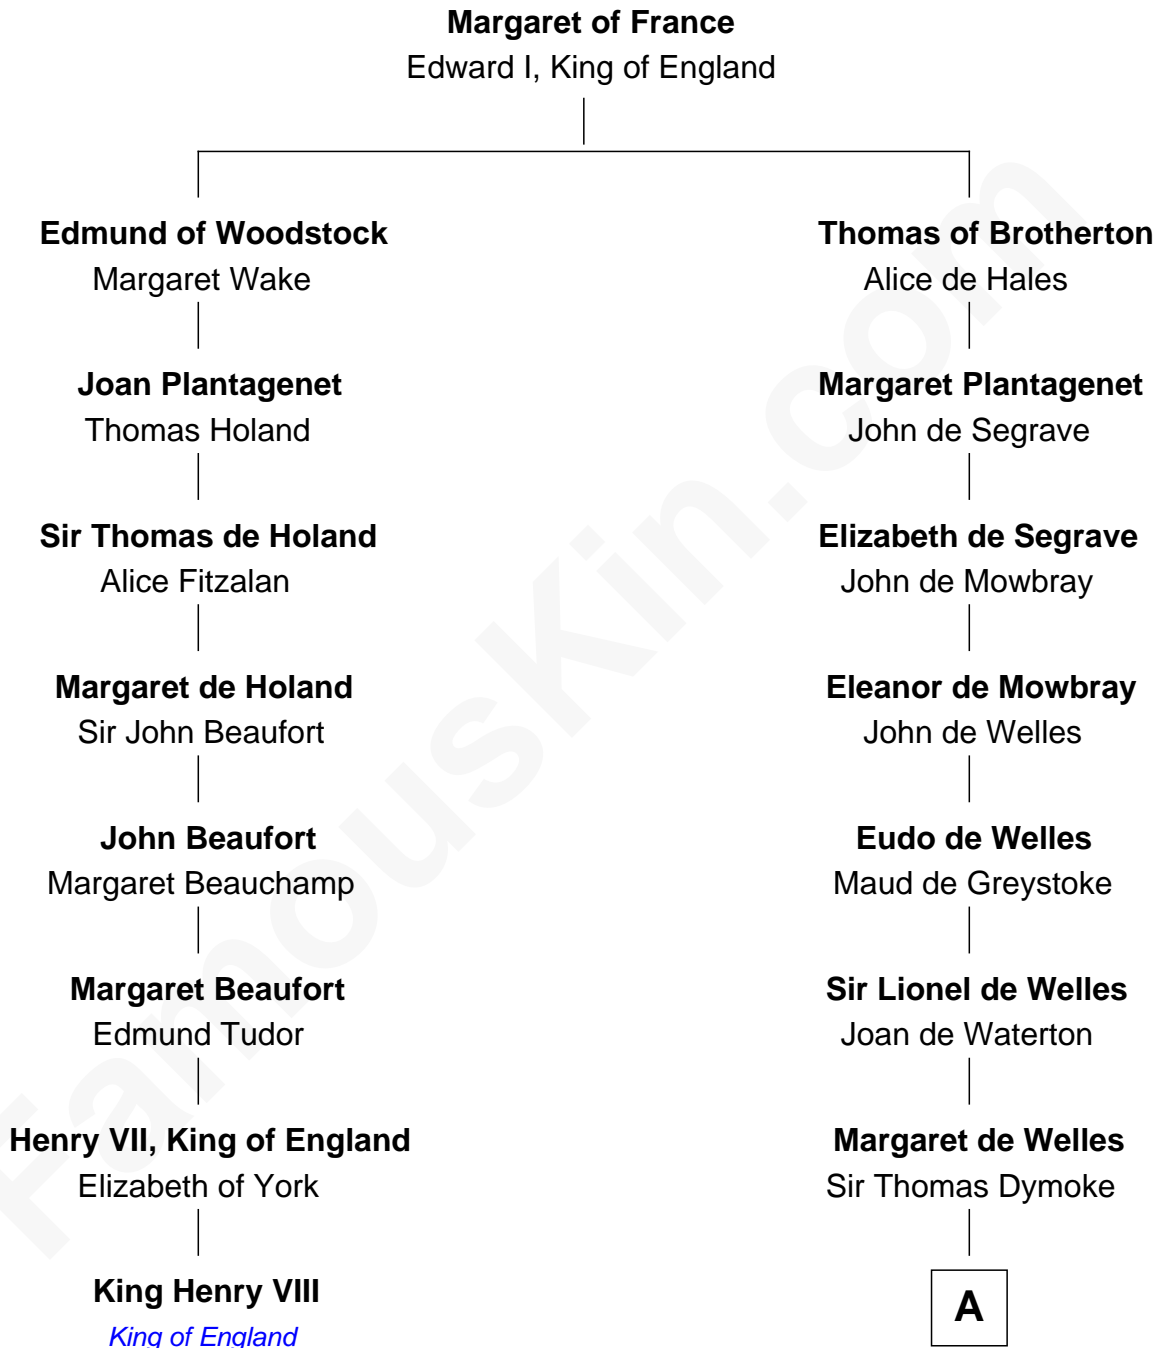 Margaret of France
Edward I, King of England
Edmund of Woodstock
Margaret Wake
Joan Plantagenet
Thomas Holand
Sir Thomas de Holand
Alice Fitzalan
Margaret de Holand
Sir John Beaufort
John Beaufort
Margaret Beauchamp
Margaret Beaufort
Edmund Tudor
Henry VII, King of England
Elizabeth of York
King Henry VIII
King of England
Thomas of Brotherton
Alice de Hales
Margaret Plantagenet
John de Segrave
Elizabeth de Segrave
John de Mowbray
Eleanor de Mowbray
John de Welles
Eudo de Welles
Maud de Greystoke
Sir Lionel de Welles
Joan de Waterton
Margaret de Welles
Sir Thomas Dymoke
A
FamousKin.com